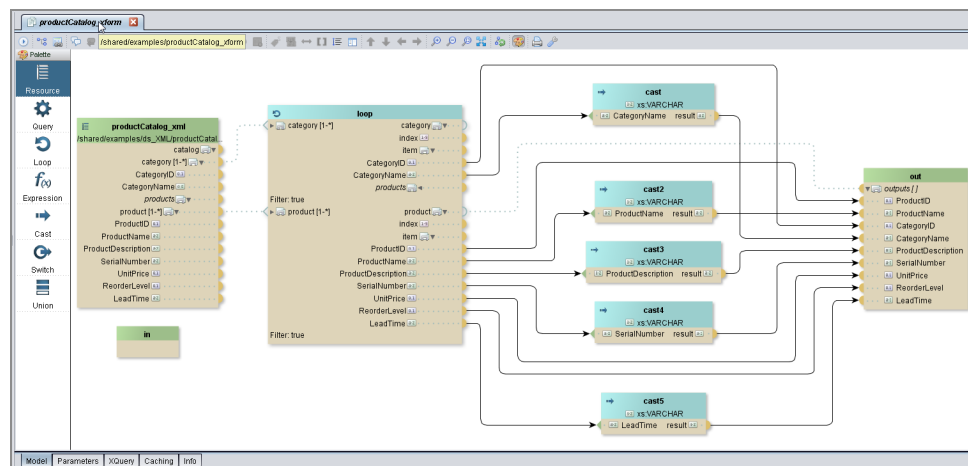 productCatalog_xform
/shared/examples/productCatalog_xform
Palette
Resource
Query
Loop
f(x)
Expression
Cast
Switch
Union
productCatalog_xml
/shared/examples/ds_XML/productCatal...
catalog
category [1-*]
CategoryID
CategoryName
products
product [1-*]
ProductID
ProductName
ProductDescription
SerialNumber
UnitPrice
ReorderLevel
LeadTime
in
loop
category [1-*] category
index
item
CategoryID
CategoryName
products
Filter: true
product [1-*] product
index
item
ProductID
ProductName
ProductDescription
SerialNumber
UnitPrice
ReorderLevel
LeadTime
Filter: true
cast
xs:VARCHAR
CategoryName result
cast2
xs:VARCHAR
ProductName result
cast3
xs:VARCHAR
ProductDescription result
cast4
xs:VARCHAR
SerialNumber result
cast5
xs:VARCHAR
LeadTime result
out
outputs [ ]
ProductID
ProductName
CategoryID
CategoryName
ProductDescription
SerialNumber
UnitPrice
ReorderLevel
LeadTime
Model Parameters XQuery Caching Info